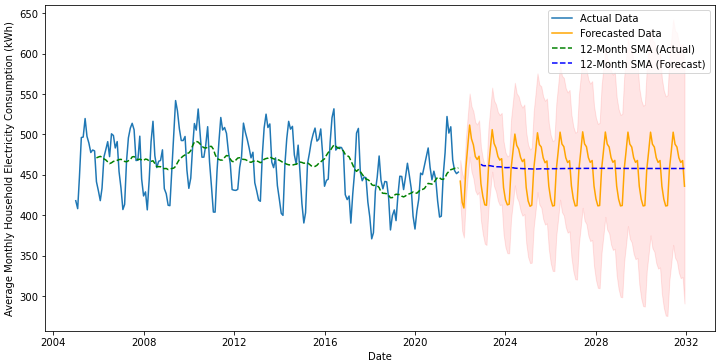 650
600
550
500
450
400
350
300
Average Monthly Household Electricity Consumption (kWh)
Actual Data
Forecasted Data
12-Month SMA (Actual)
12-Month SMA (Forecast)
2004
2008
2012
2016
2020
2024
2028
2032
Date